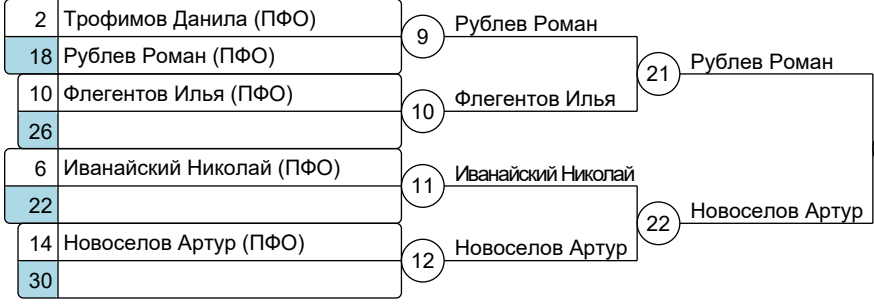 2 Трофимов Данила (ПФО)
18 Рублев Роман (ПФО)
9 Рублев Роман
10 Флегентов Илья (ПФО)
26
10 Флегентов Илья
21 Рублев Роман
6 Иванайский Николай (ПФО)
22
11 Иванайский Николай
14 Новоселов Артур (ПФО)
30
12 Новоселов Артур
22 Новоселов Артур